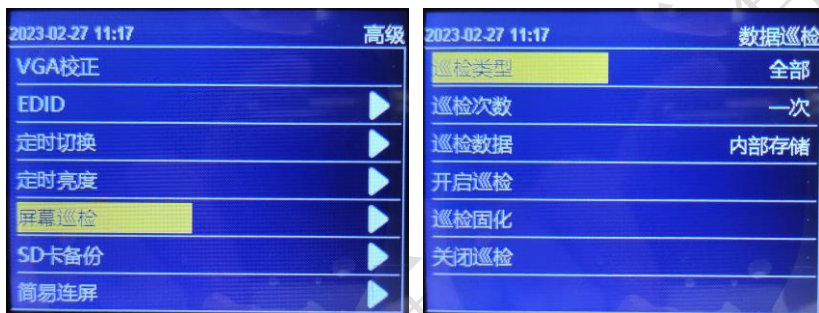 2023-02-27 11:17 高级
VGA校正
EDID
定时切换
定时亮度
屏幕巡检
SD卡备份
简易连屏
2023-02-27 11:17 数据巡检
巡检类型 全部
巡检次数 一次
巡检数据 内部存储
开启巡检
巡检固化
关闭巡检